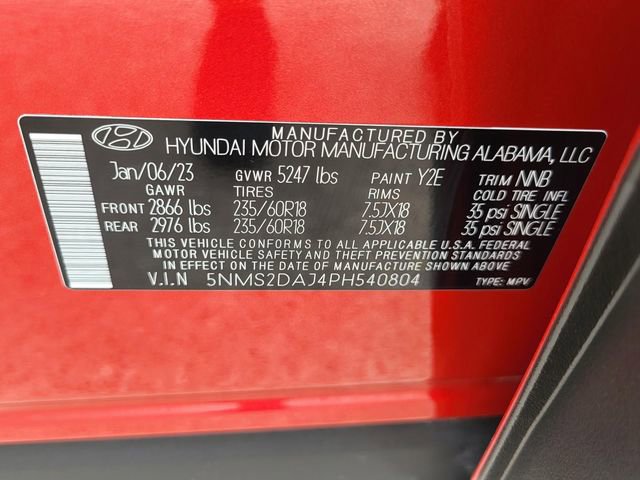 MANUFACTURED BY
HYUNDAI MOTOR MANUFACTURING ALABAMA, LLC
Jan/06/23 GVWR 5247 lbs PAINT Y2E TRIM NNB
GAWR TIRES RIMS COLD TIRE INFL
FRONT 2866 lbs 235/60R18 7.5JX18 35 psi SINGLE
REAR 2976 lbs 235/60R18 7.5JX18 35 psi SINGLE
THIS VEHICLE CONFORMS TO ALL APPLICABLE U.S.A. FEDERAL
MOTOR VEHICLE SAFETY AND THEFT PREVENTION STANDARDS
IN EFFECT ON THE DATE OF MANUFACTURE SHOWN ABOVE
V.I.N 5NMS2DAJ4PH540804 TYPE: MPV